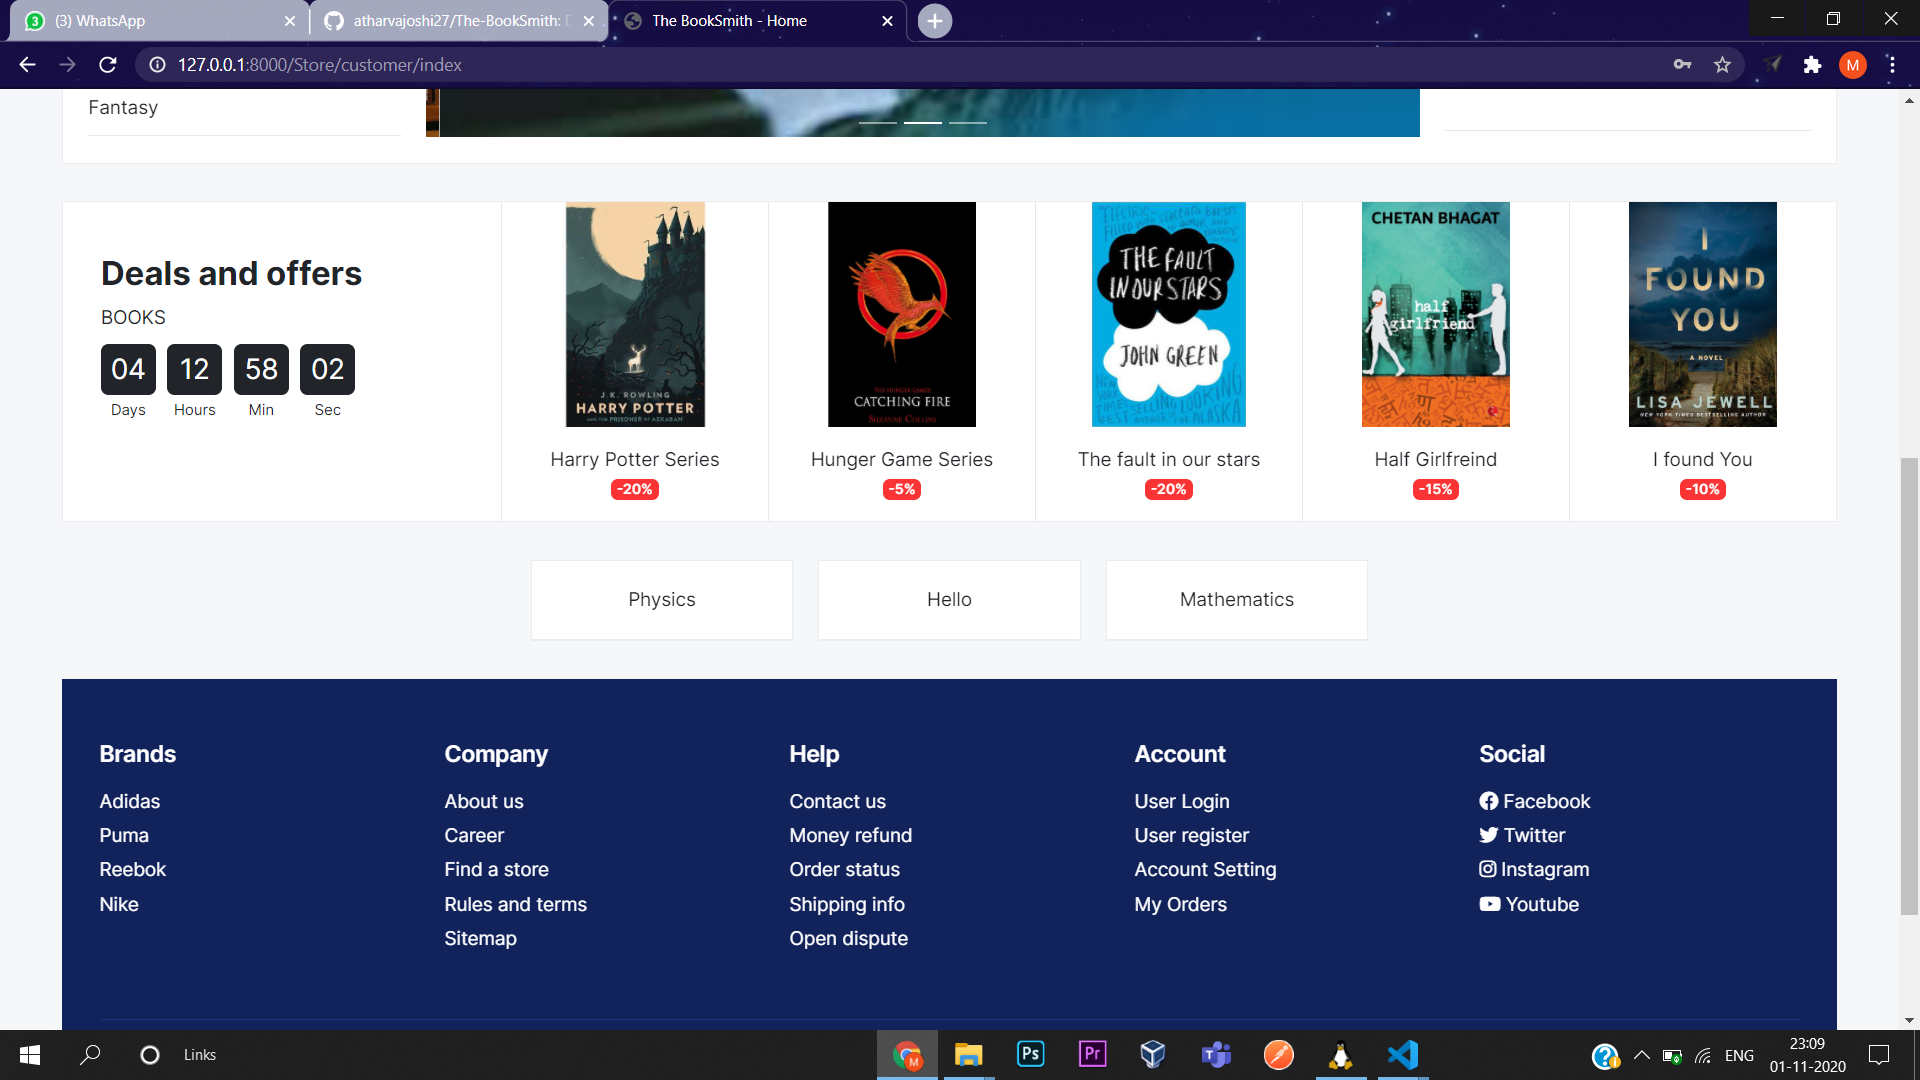 (3) WhatsApp
atharvajoshi27/The-BookSmith:
The BookSmith - Home
127.0.0.1:8000/Store/customer/index
M
Fantasy
Deals and offers
BOOKS
04 12 58 02
Days Hours Min Sec
J.K. ROWLING
HARRY POTTER
AND THE PRISONER OF AZKABAN
Harry Potter Series
-20%
THE HUNGER GAMES
CATCHING FIRE
SUZANNE COLLINS
Hunger Game Series
-5%
THE FAULT
IN OUR STARS
JOHN GREEN
The fault in our stars
-20%
CHETAN BHAGAT
half
girlfriend
Half Girlfreind
-15%
I
FOUND
YOU
A NOVEL
LISA JEWELL
NEW YORK TIMES BESTSELLING AUTHOR
I found You
-10%
Physics
Hello
Mathematics
Brands
Adidas
Puma
Reebok
Nike
Company
About us
Career
Find a store
Rules and terms
Sitemap
Help
Contact us
Money refund
Order status
Shipping info
Open dispute
Account
User Login
User register
Account Setting
My Orders
Social
Facebook
Twitter
Instagram
Youtube
Links
M
Ps
Pr
T
ENG
23:09
01-11-2020